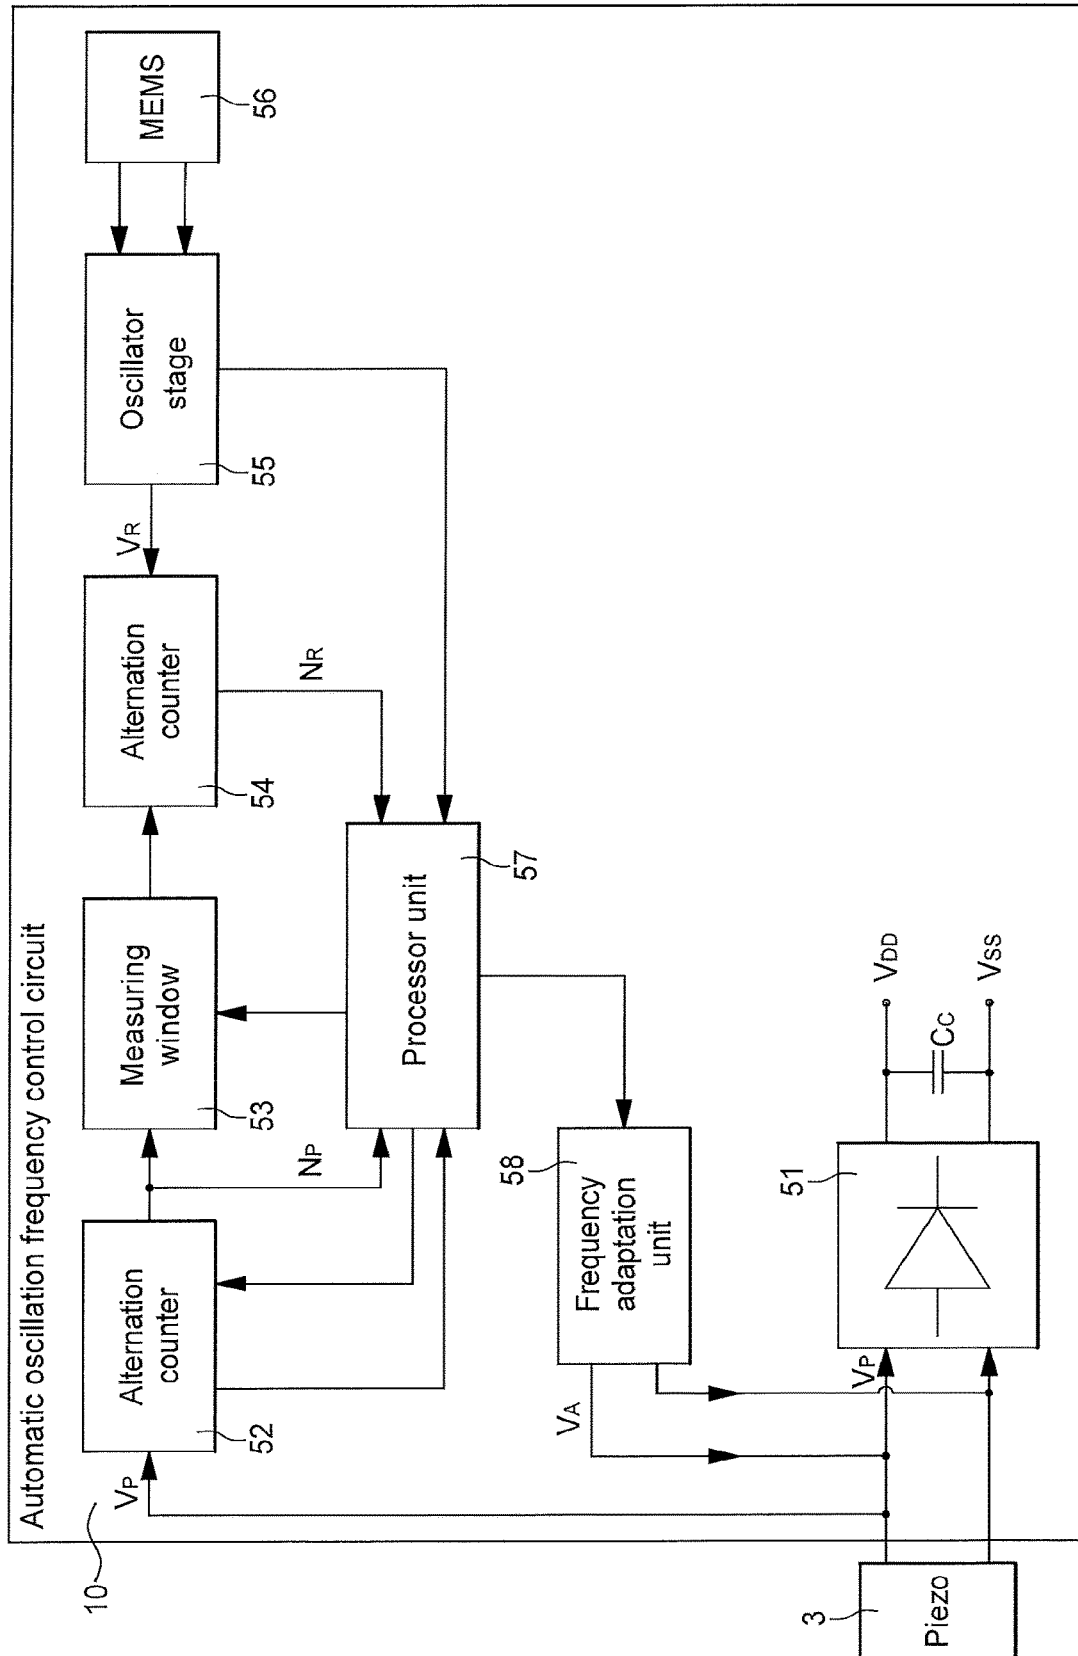 Automatic oscillation frequency control circuit
10
VP
Alternation
counter
52
NP
Measuring
window
53
Alternation
counter
54
NR
VR
Oscillator
stage
55
MEMS
56
Processor unit
57
58
Frequency
adaptation
unit
VA
VP
51
VDD
CC
VSS
3
Piezo